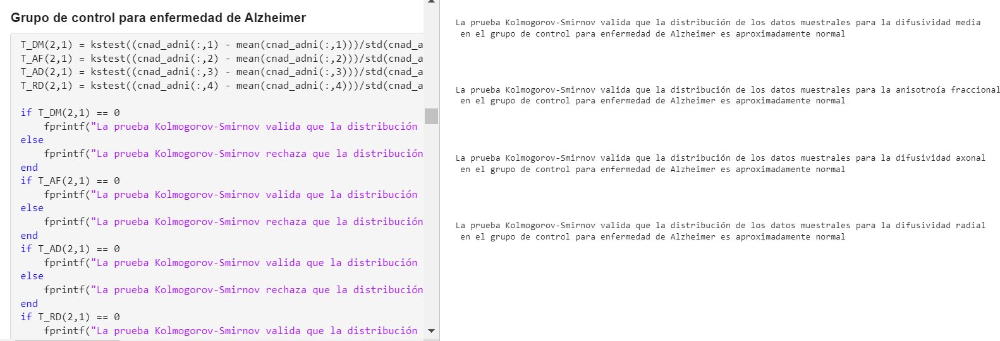 Grupo de control para enfermedad de Alzheimer
T_DM(2,1) = kstest((cnad_adni(:,1) - mean(cnad_adni(:,1)))/std(cnad_a
T_AF(2,1) = kstest((cnad_adni(:,2) - mean(cnad_adni(:,2)))/std(cnad_a
T_AD(2,1) = kstest((cnad_adni(:,3) - mean(cnad_adni(:,3)))/std(cnad_a
T_RD(2,1) = kstest((cnad_adni(:,4) - mean(cnad_adni(:,4)))/std(cnad_a
if T_DM(2,1) == 0
fprintf("La prueba Kolmogorov-Smirnov valida que la distribución
else
fprintf("La prueba Kolmogorov-Smirnov rechaza que la distribución
end
if T_AF(2,1) == 0
fprintf("La prueba Kolmogorov-Smirnov valida que la distribución
else
fprintf("La prueba Kolmogorov-Smirnov rechaza que la distribución
end
if T_AD(2,1) == 0
fprintf("La prueba Kolmogorov-Smirnov valida que la distribución
else
fprintf("La prueba Kolmogorov-Smirnov rechaza que la distribución
end
if T_RD(2,1) == 0
fprintf("La prueba Kolmogorov-Smirnov valida que la distribución
La prueba Kolmogorov-Smirnov valida que la distribución de los datos muestrales para la difusividad media
en el grupo de control para enfermedad de Alzheimer es aproximadamente normal
La prueba Kolmogorov-Smirnov valida que la distribución de los datos muestrales para la anisotroía fraccional
en el grupo de control para enfermedad de Alzheimer es aproximadamente normal
La prueba Kolmogorov-Smirnov valida que la distribución de los datos muestrales para la difusividad axonal
en el grupo de control para enfermedad de Alzheimer es aproximadamente normal
La prueba Kolmogorov-Smirnov valida que la distribución de los datos muestrales para la difusividad radial
en el grupo de control para enfermedad de Alzheimer es aproximadamente normal